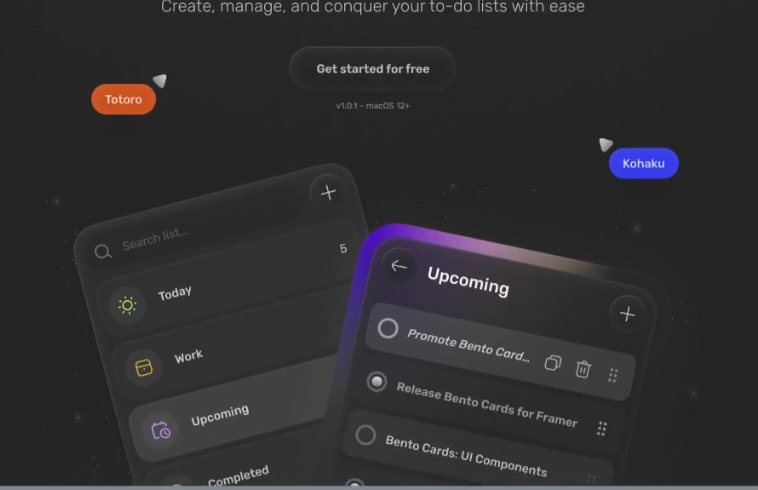 Create, manage, and conquer your to-do lists with ease
Get started for free
v1.0.1 – macOS 12+
Totoro
Kohaku
Search list...
5
Today
Work
Upcoming
Completed
Upcoming
Promote Bento Card...
Release Bento Cards for Framer
Bento Cards: UI Components